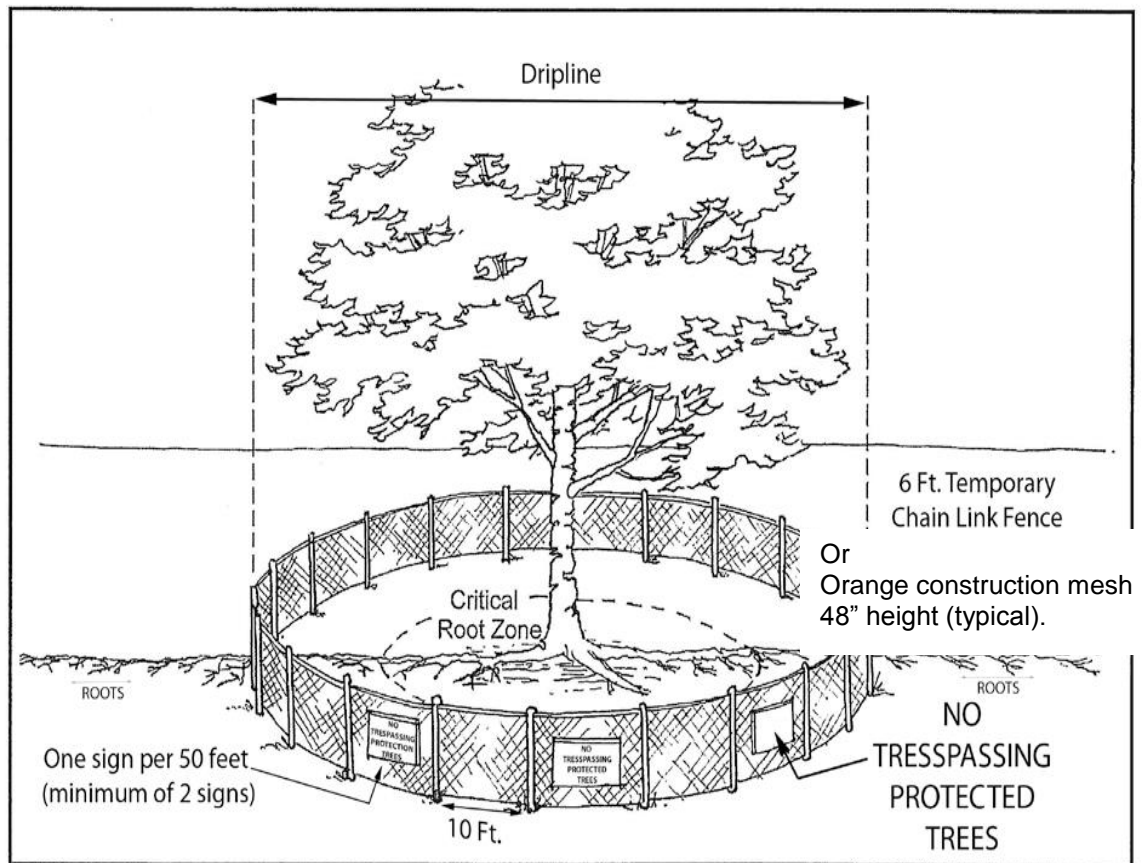 Dripline
6 Ft. Temporary
Chain Link Fence
Or
Orange construction mesh
48” height (typical).
Critical
Root Zone
ROOTS
ROOTS
NO
TRESPASSING
PROTECTION
TREES
NO
TRESSPASSING
PROTECTED
TREES
One sign per 50 feet
(minimum of 2 signs)
10 Ft.
NO
TRESSPASSING
PROTECTED
TREES